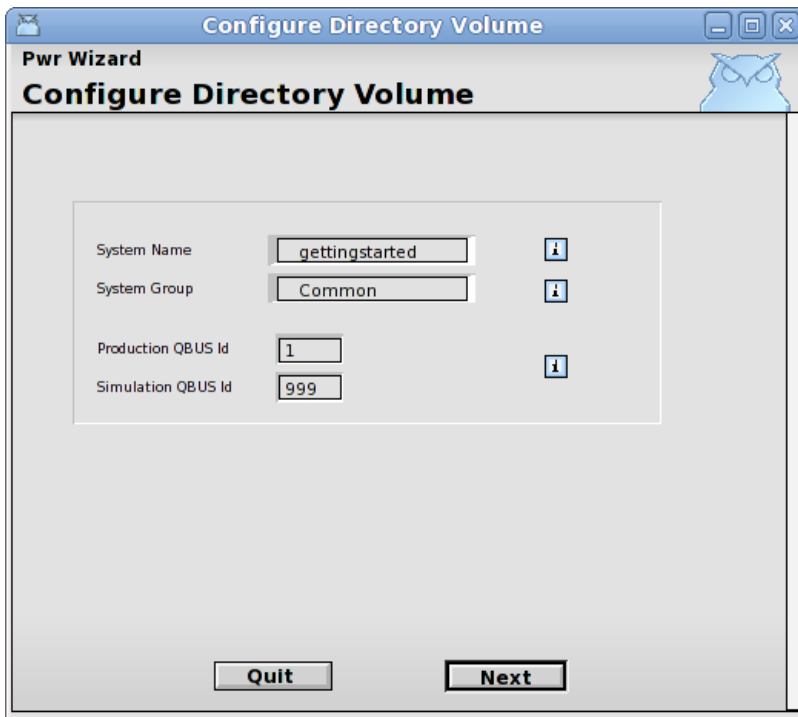 Configure Directory Volume
Pwr Wizard
Configure Directory Volume
System Name gettingstarted i
System Group Common i
Production QBUS Id 1
i
Simulation QBUS Id 999
Quit Next